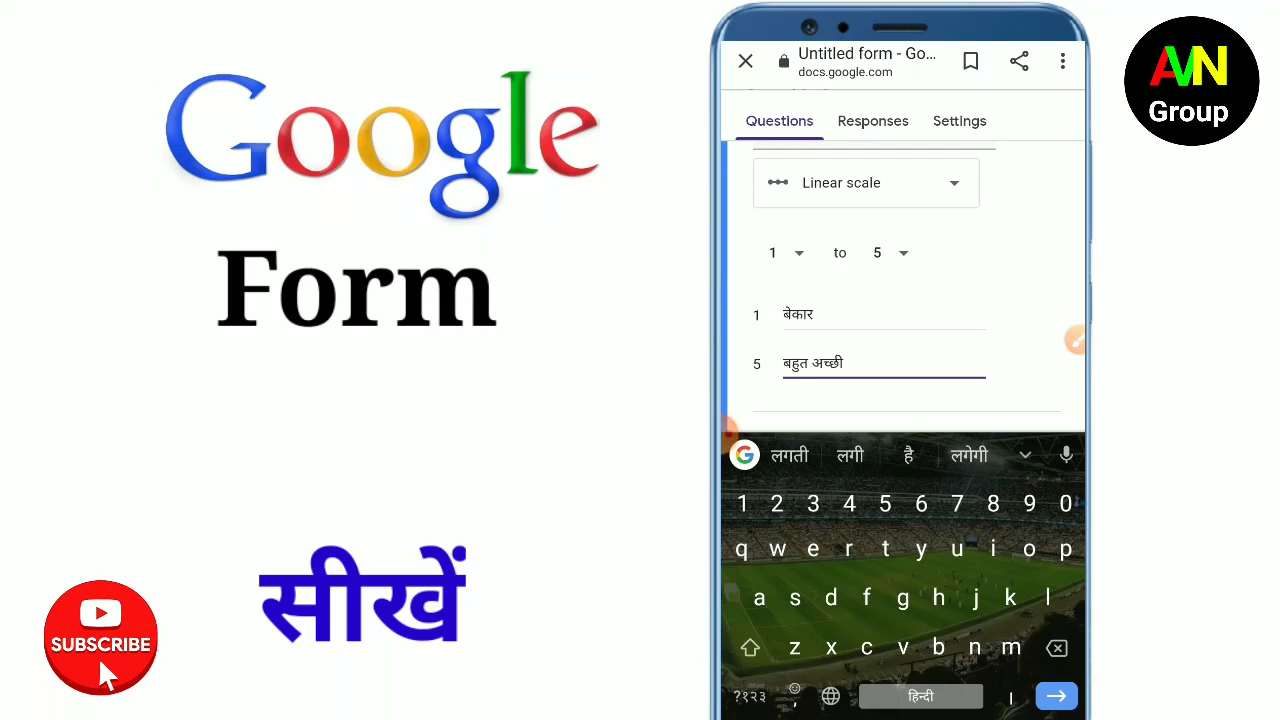 Google
Form
सीखें
SUBSCRIBE
AVN
Group
Untitled form - Go...
docs.google.com
Questions Responses Settings
Linear scale
1 to 5
1 बेकार
5 बहुत अच्छी
G लगती लगी है लगेगी
1 2 3 4 5 6 7 8 9 0
q w e r t y u i o p
a s d f g h j k l
z x c v b n m
?१२३ , हिन्दी ।